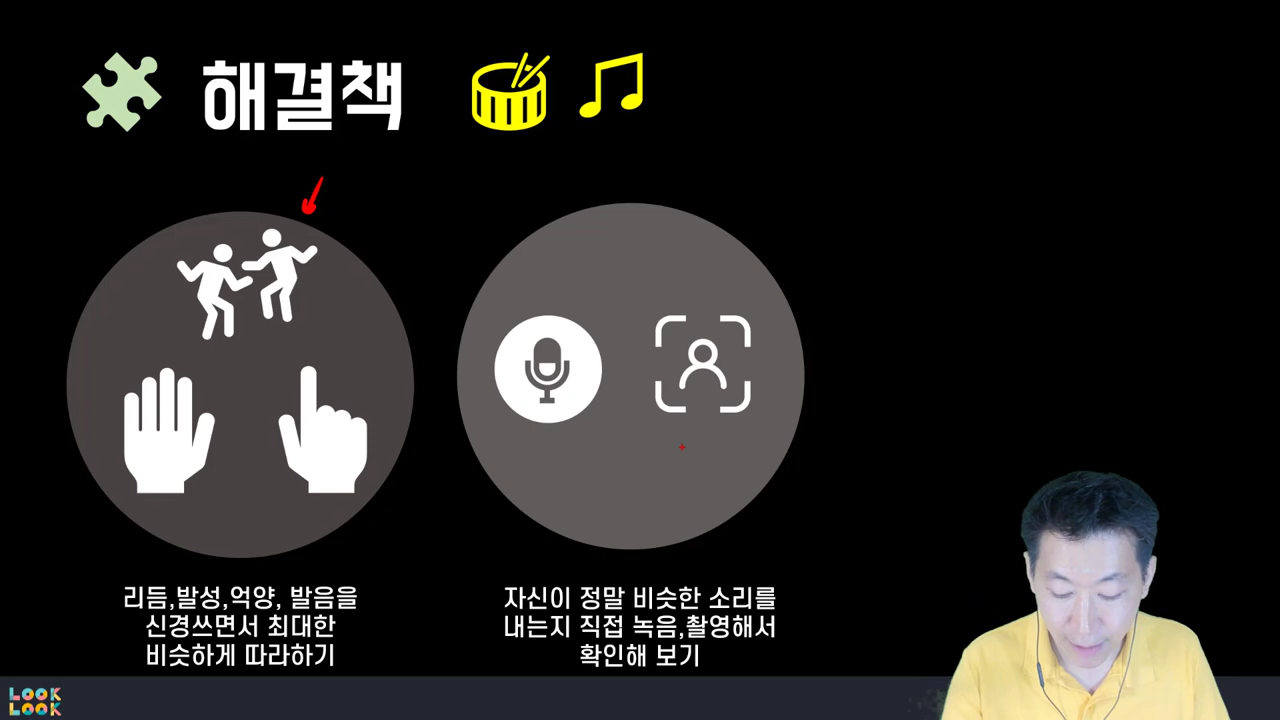 해결책
리듬,발성,억양, 발음을
신경쓰면서 최대한
비슷하게 따라하기
자신이 정말 비슷한 소리를
내는지 직접 녹음,촬영해서
확인해 보기
LOOK
LOOK